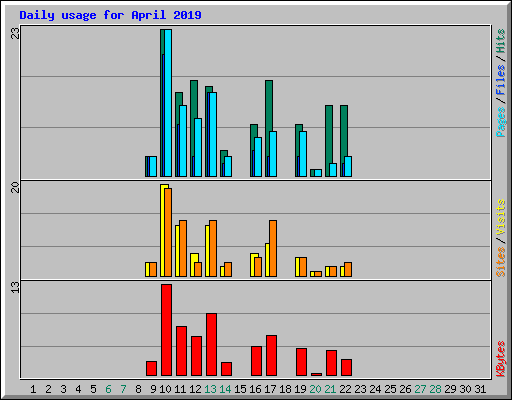 Daily usage for April 2019
23
Pages / Files / Hits
20
Sites / Visits
13
KBytes
1 2 3 4 5 6 7 8 9 10 11 12 13 14 15 16 17 18 19 20 21 22 23 24 25 26 27 28 29 30 31